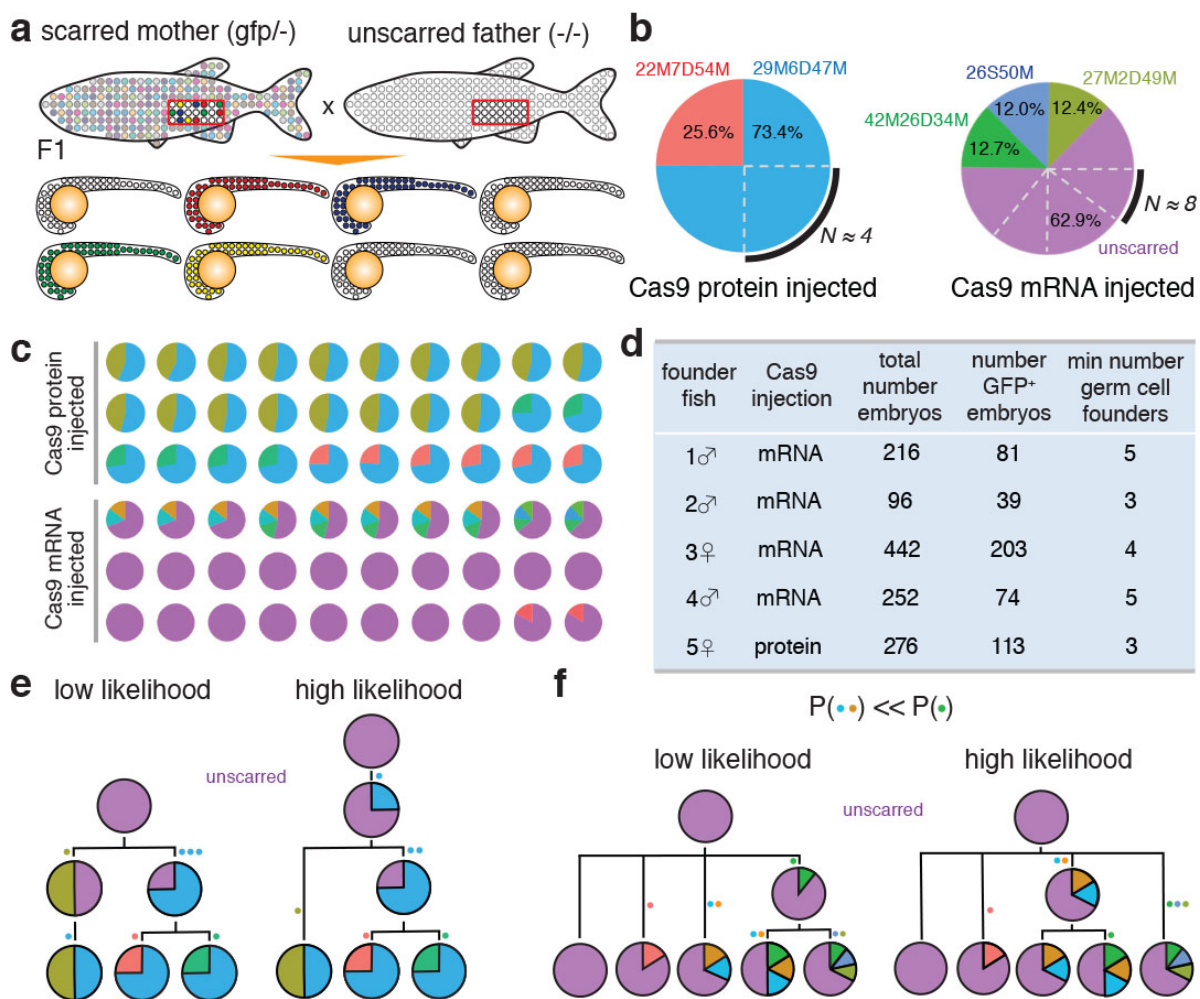 a
scarred mother (gfp/-)
unscarred father (-/-)
x
F1
b
22M7D54M
29M6D47M
25.6%
73.4%
N ≈ 4
Cas9 protein injected
26S50M
27M2D49M
42M26D34M
12.0%
12.4%
12.7%
62.9%
N ≈ 8
unscarred
Cas9 mRNA injected
c
Cas9 protein
injected
Cas9 mRNA
injected
d
founder fish
Cas9 injection
total number embryos
number GFP⁺ embryos
min number germ cell founders
1♂ mRNA 216 81 5
2♂ mRNA 96 39 3
3♀ mRNA 442 203 4
4♂ mRNA 252 74 5
5♀ protein 276 113 3
e
low likelihood
high likelihood
unscarred
f
P(••) << P(•)
low likelihood
high likelihood
unscarred